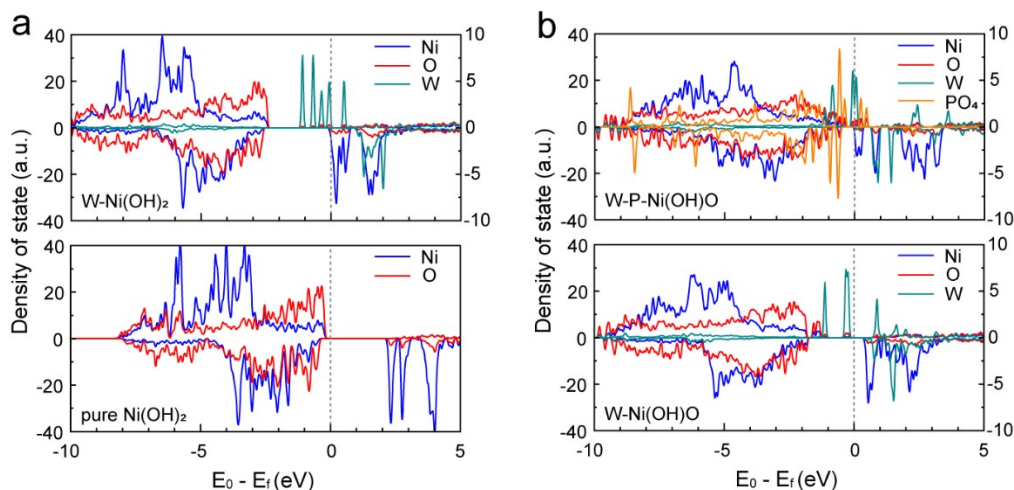 a
b
Density of state (a.u.)
40
20
0
-20
-40
10
5
0
-5
-10
Ni
O
W
W-Ni(OH)₂
40
20
0
-20
-40
Ni
O
pure Ni(OH)₂
-10
-5
0
5
E₀ - E_f (eV)
Density of state (a.u.)
40
20
0
-20
-40
10
5
0
-5
-10
Ni
O
W
PO₄
W-P-Ni(OH)O
40
20
0
-20
-40
10
5
0
-5
-10
Ni
O
W
W-Ni(OH)O
-10
-5
0
5
E₀ - E_f (eV)